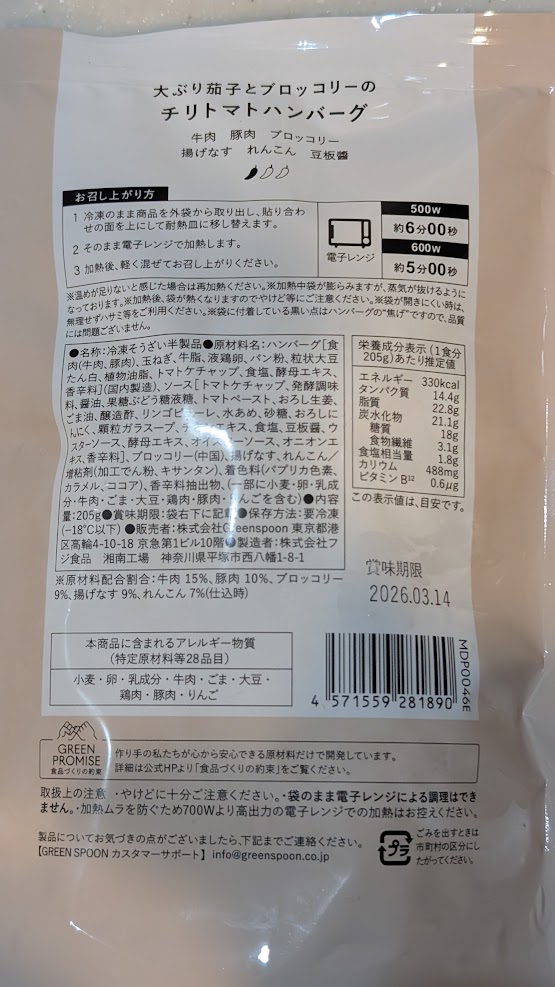 大ぶり茄子とブロッコリーの
チリトマトハンバーグ
牛肉 豚肉 ブロッコリー
揚げなす れんこん 豆板醬
お召し上がり方
1 冷凍のまま商品を外袋から取り出し、貼り合わ
せの面を上にして耐熱皿に移し替えます。
2 そのまま電子レンジで加熱します。
3 加熱後、軽く混ぜてお召し上がりください。
電子レンジ
500w
約6分00秒
600w
約5分00秒
※温めが足りないと感じた場合は再加熱ください。※加熱中袋が膨らみますが、蒸気が抜けるように
なっております。※加熱後、袋が熱くなりますのでやけど等にご注意ください。※袋が開きにくい時は、
無理せずハサミ等をご利用ください。※袋に付着している黒い点はハンバーグの"焦げ"ですので、品質
には問題ございません。
●名称:冷凍そうざい半製品●原材料名:ハンバーグ[食
肉(牛肉、豚肉)、玉ねぎ、牛脂、液鶏卵、パン粉、粒状大豆
たん白、植物油脂、トマトケチャップ、食塩、酵母エキス、
香辛料](国内製造)、ソース[トマトケチャップ、発酵調味
料、醤油、果糖ぶどう糖液糖、トマトペースト、おろし生姜、
ごま油、醸造酢、リンゴピューレ、水あめ、砂糖、おろしに
んにく、顆粒ガラスープ、チキンエキス、食塩、豆板醬、ウ
スターソース、酵母エキス、オイスターソース、オニオンエ
キス、香辛料]、ブロッコリー(中国)、揚げなす、れんこん/
増粘剤(加工でん粉、キサンタン)、着色料(パプリカ色素、
カラメル、ココア)、香辛料抽出物、(一部に小麦・卵・乳成
分・牛肉・ごま・大豆・鶏肉・豚肉・りんごを含む)●内容
量:205g●賞味期限:袋右下に記載●保存方法:要冷凍
(−18℃以下)●販売者:株式会社Greenspoon 東京都港
区高輪4-10-18 京急第1ビル10階●製造者:株式会社フ
ジ食品 湘南工場 神奈川県平塚市西八幡1-8-1
栄養成分表示(1食分
205g)あたり推定値
エネルギー 330kcal
タンパク質 14.4g
脂質 22.8g
炭水化物 21.1g
糖質 18g
食物繊維 3.1g
食塩相当量 1.8g
カリウム 488mg
ビタミンB12 0.6μg
この表示値は、目安です。
※原材料配合割合:牛肉 15%、豚肉 10%、ブロッコリー
9%、揚げなす 9%、れんこん 7%(仕込時)
賞味期限
2026.03.14
本商品に含まれるアレルギー物質
(特定原材料等28品目)
小麦・卵・乳成分・牛肉・ごま・大豆・
鶏肉・豚肉・りんご
4 571559 281890
MDP0046E
GREEN
PROMISE
食品づくりの約束
作り手の私たちが心から安心できる原材料だけで開発しています。
詳細は公式HPより「食品づくりの約束」をご覧ください。
取扱上の注意 ・やけどに十分ご注意ください。・袋のまま電子レンジによる調理はでき
ません。・加熱ムラを防ぐため700Wより高出力の電子レンジでの加熱はお控えください。
製品についてお気づきの点がございましたら、下記までご連絡ください。
【GREEN SPOON カスタマーサポート】 info@greenspoon.co.jp
プラ
ごみを出すときは
市町村の区分にし
たがってください。